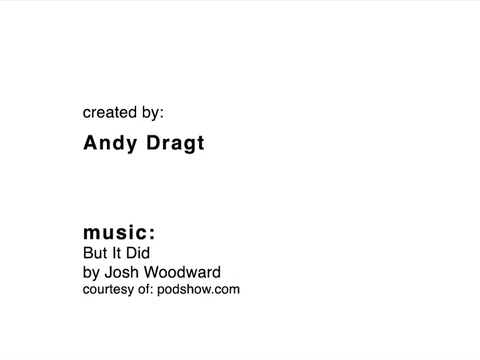 created by:
Andy Dragt
music:
But It Did
by Josh Woodward
courtesy of: podshow.com